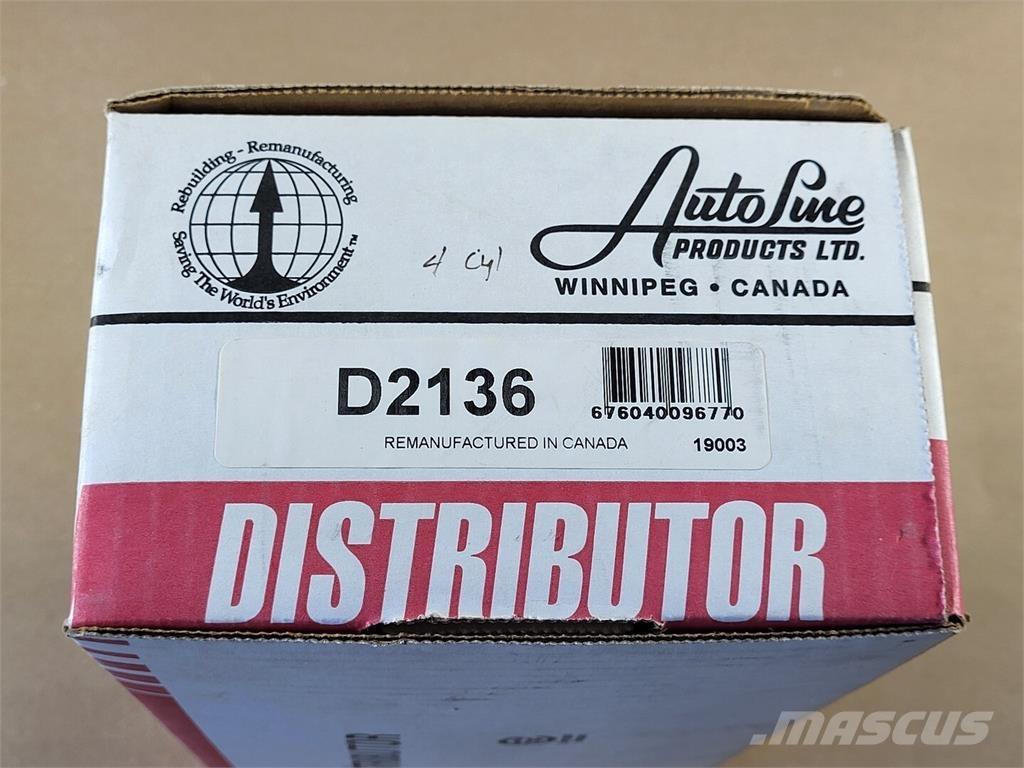 Rebuilding - Remanufacturing
Saving The World's Environment™
4 cyl
AutoLine
PRODUCTS LTD.
WINNIPEG • CANADA
D2136
676040096770
REMANUFACTURED IN CANADA
19003
DISTRIBUTOR
MASCUS